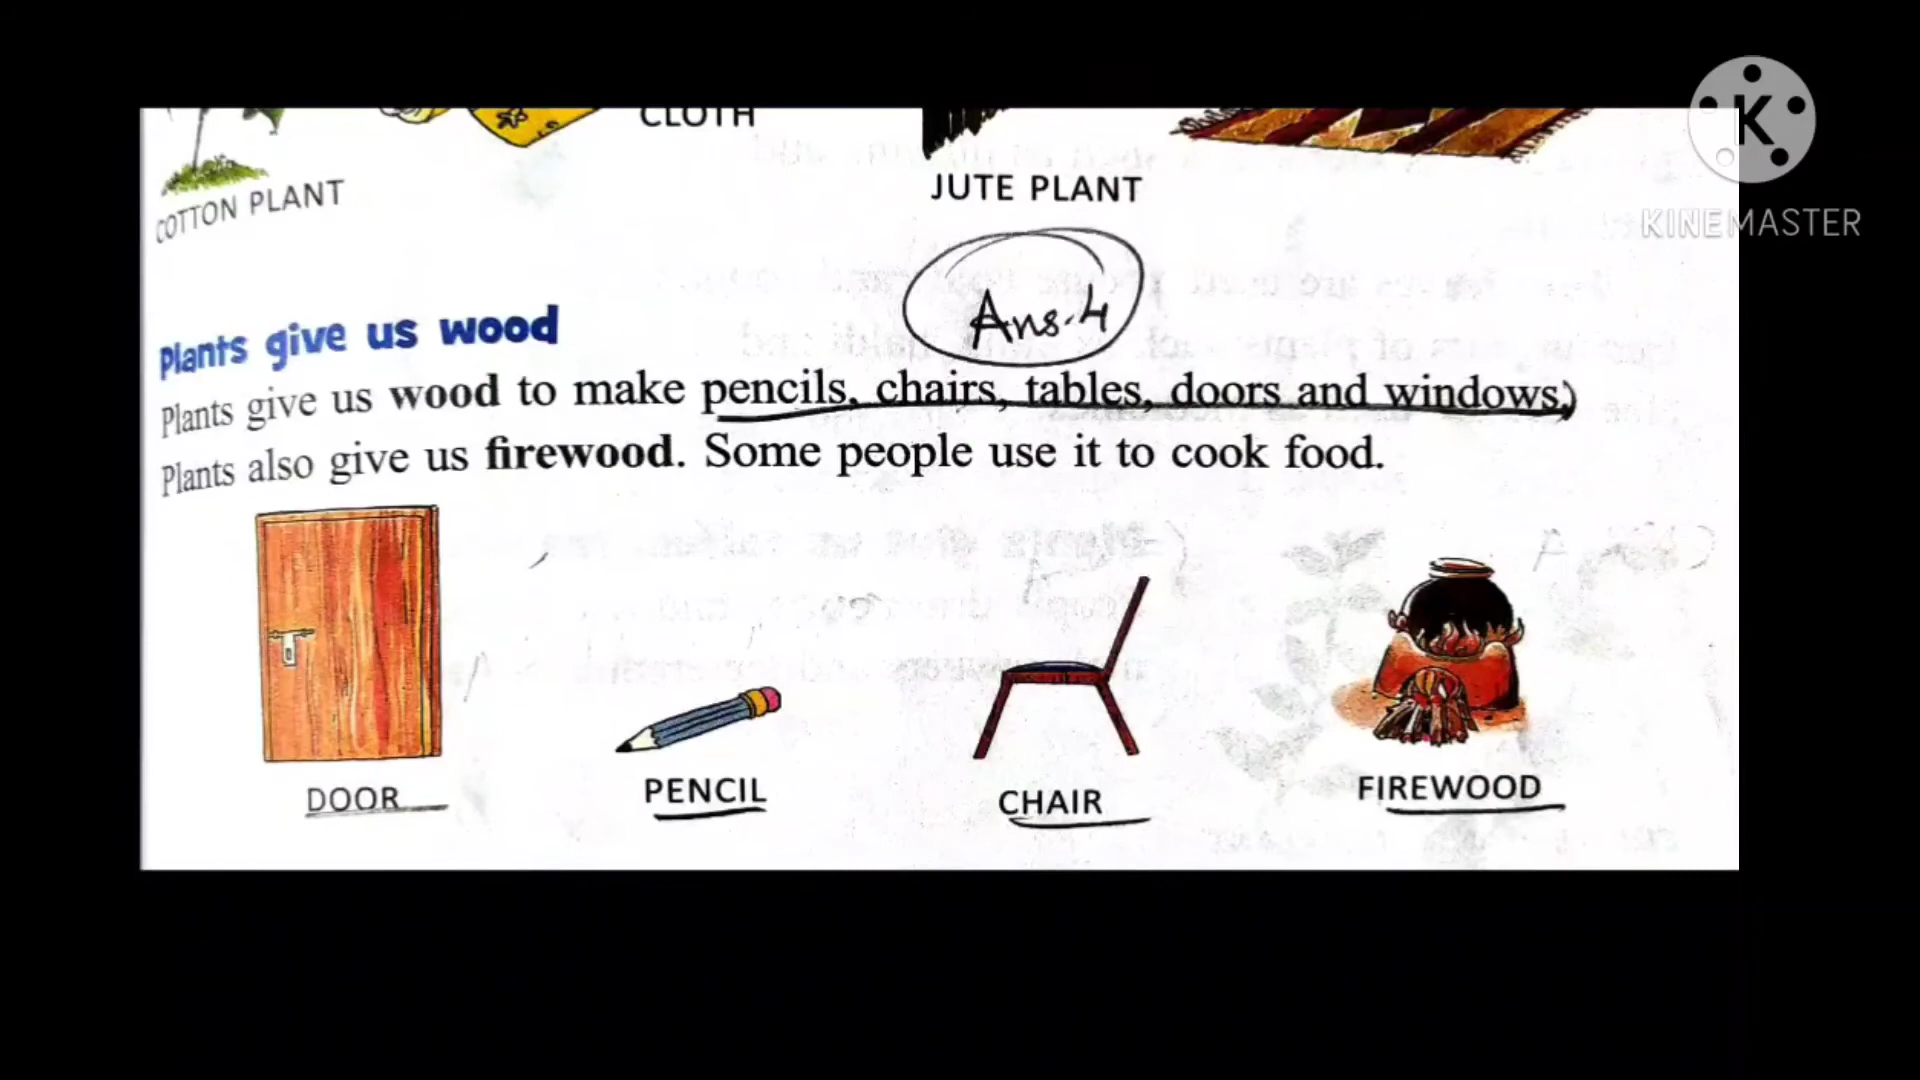 CLOTH
COTTON PLANT
JUTE PLANT
Ans-4
Plants give us wood
Plants give us wood to make pencils, chairs, tables, doors and windows.)
Plants also give us firewood. Some people use it to cook food.
DOOR
PENCIL
CHAIR
FIREWOOD
K
KINEMASTER